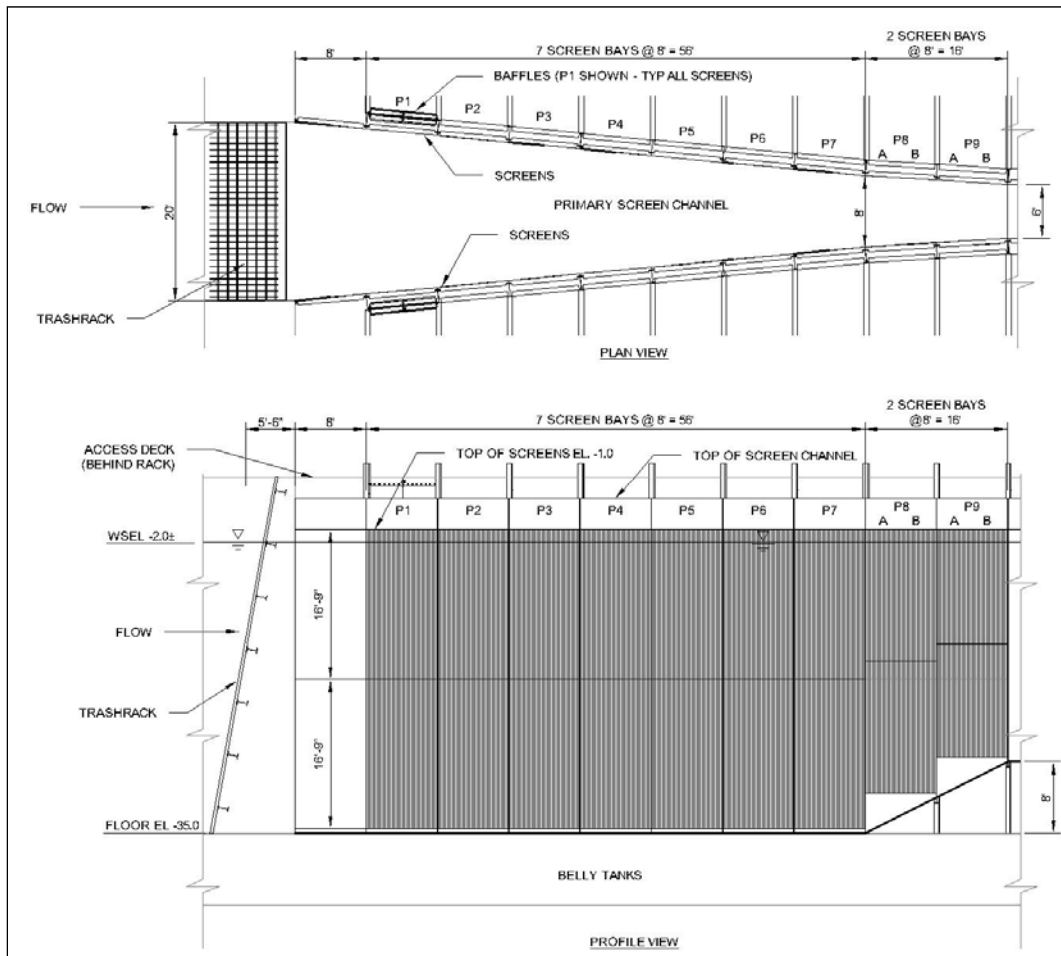 2 SCREEN BAYS
@ 8' = 16'
7 SCREEN BAYS @ 8' = 56'
8'
BAFFLES (P1 SHOWN - TYP ALL SCREENS)
P1
P2
P3
P4
P5
P6
P7
P8
A B
P9
A B
SCREENS
FLOW
20'
PRIMARY SCREEN CHANNEL
8'
6'
SCREENS
TRASHRACK
PLAN VIEW
2 SCREEN BAYS
@8' = 16'
7 SCREEN BAYS @ 8' = 56'
5'-6"
8'
ACCESS DECK
(BEHIND RACK)
TOP OF SCREENS EL. -1.0
TOP OF SCREEN CHANNEL
P1
P2
P3
P4
P5
P6
P7
P8
A B
P9
A B
WSEL -2.0±
16'-9"
FLOW
TRASHRACK
16'-9"
8'
FLOOR EL -35.0
BELLY TANKS
PROFILE VIEW